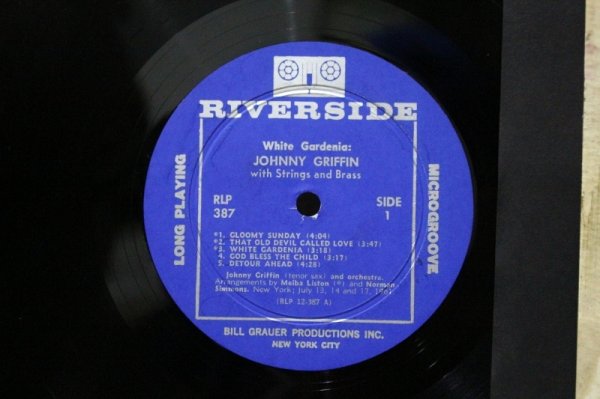 RIVERSIDE
White Gardenia:
JOHNNY GRIFFIN
with Strings and Brass
RLP
387
SIDE
1
LONG PLAYING
MICROGROOVE
*1. GLOOMY SUNDAY (4:04)
*2. THAT OLD DEVIL CALLED LOVE (3:47)
*3. WHITE GARDENIA (3:18)
4. GOD BLESS THE CHILD (3:17)
5. DETOUR AHEAD (4:28)
Johnny Griffin (tenor sax) and orchestra.
Arrangements by Melba Liston (*) and Norman
Simmons. New York; July 13, 14 and 17, 1961
(RLP 12-387 A)
BILL GRAUER PRODUCTIONS INC.
NEW YORK CITY